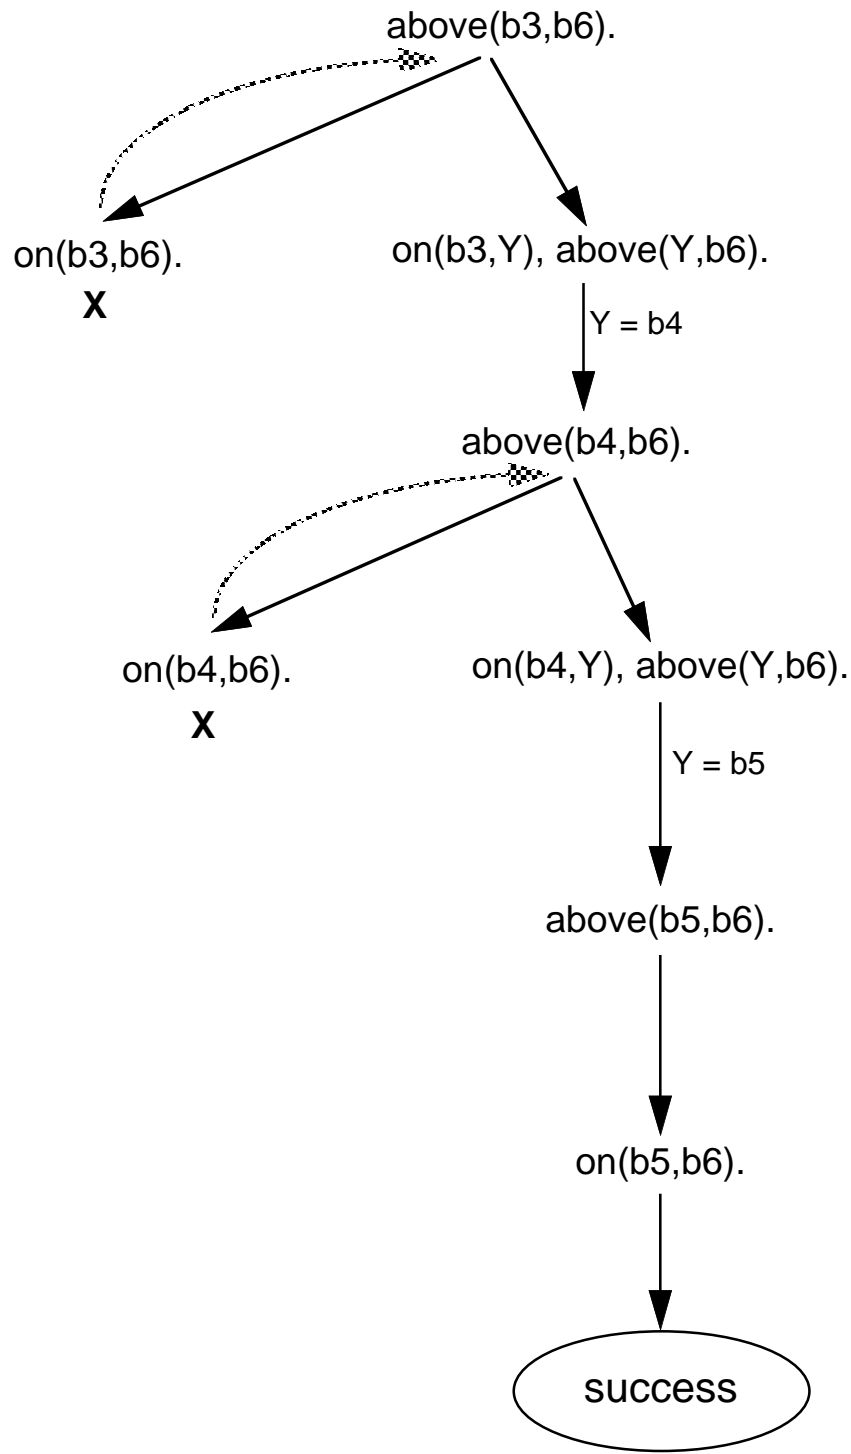 above(b3,b6).
on(b3,b6).
X
on(b3,Y), above(Y,b6).
Y = b4
above(b4,b6).
on(b4,b6).
X
on(b4,Y), above(Y,b6).
Y = b5
above(b5,b6).
on(b5,b6).
success